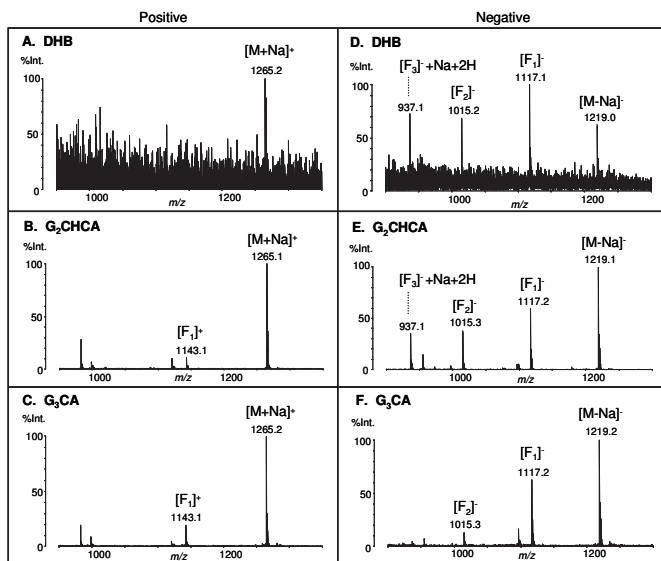 Positive
Negative
A. DHB
%Int.
[M+Na]⁺
1265.2
100
50
0
1000
m/z
1200
D. DHB
%Int.
[F₃]⁻ +Na+2H
937.1
[F₂]⁻
1015.2
[F₁]⁻
1117.1
[M-Na]⁻
1219.0
100
50
0
1000
m/z
1200
B. G₂CHCA
%Int.
[M+Na]⁺
1265.1
[F₁]⁺
1143.1
100
50
0
1000
m/z
1200
E. G₂CHCA
%Int.
[F₃]⁻ +Na+2H
937.1
[F₂]⁻
1015.3
[F₁]⁻
1117.2
[M-Na]⁻
1219.1
100
50
0
1000
m/z
1200
C. G₃CA
%Int.
[M+Na]⁺
1265.2
[F₁]⁺
1143.1
100
50
0
1000
m/z
1200
F. G₃CA
%Int.
[F₂]⁻
1015.3
[F₁]⁻
1117.2
[M-Na]⁻
1219.2
100
50
0
1000
m/z
1200